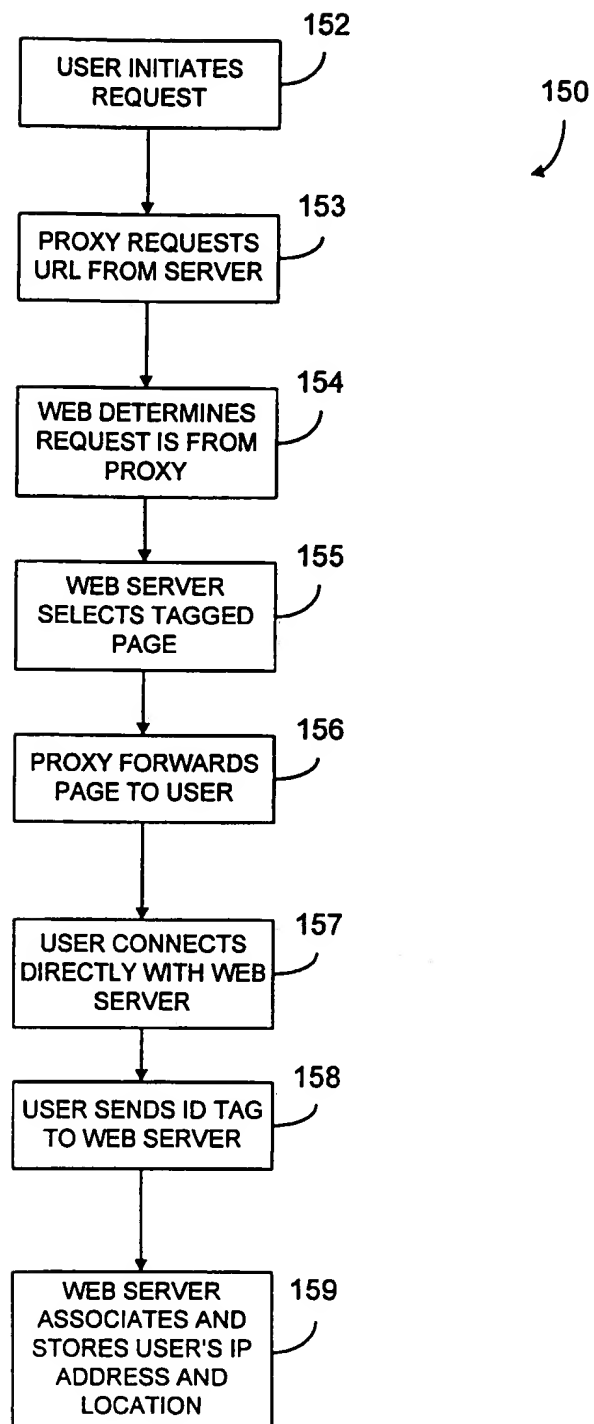 152
USER INITIATES
REQUEST
150
153
PROXY REQUESTS
URL FROM SERVER
154
WEB DETERMINES
REQUEST IS FROM
PROXY
155
WEB SERVER
SELECTS TAGGED
PAGE
156
PROXY FORWARDS
PAGE TO USER
157
USER CONNECTS
DIRECTLY WITH WEB
SERVER
158
USER SENDS ID TAG
TO WEB SERVER
159
WEB SERVER
ASSOCIATES AND
STORES USER'S IP
ADDRESS AND
LOCATION